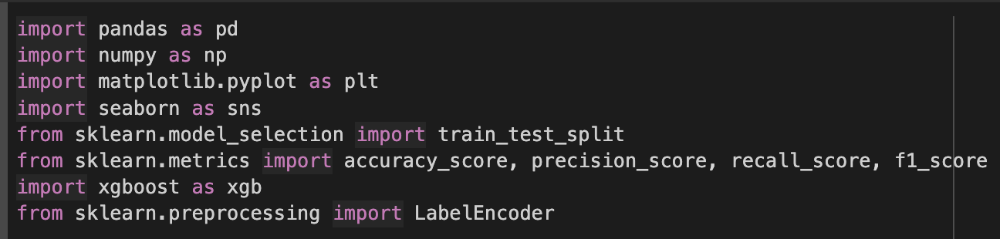 import pandas as pd
import numpy as np
import matplotlib.pyplot as plt
import seaborn as sns
from sklearn.model_selection import train_test_split
from sklearn.metrics import accuracy_score, precision_score, recall_score, f1_score
import xgboost as xgb
from sklearn.preprocessing import LabelEncoder